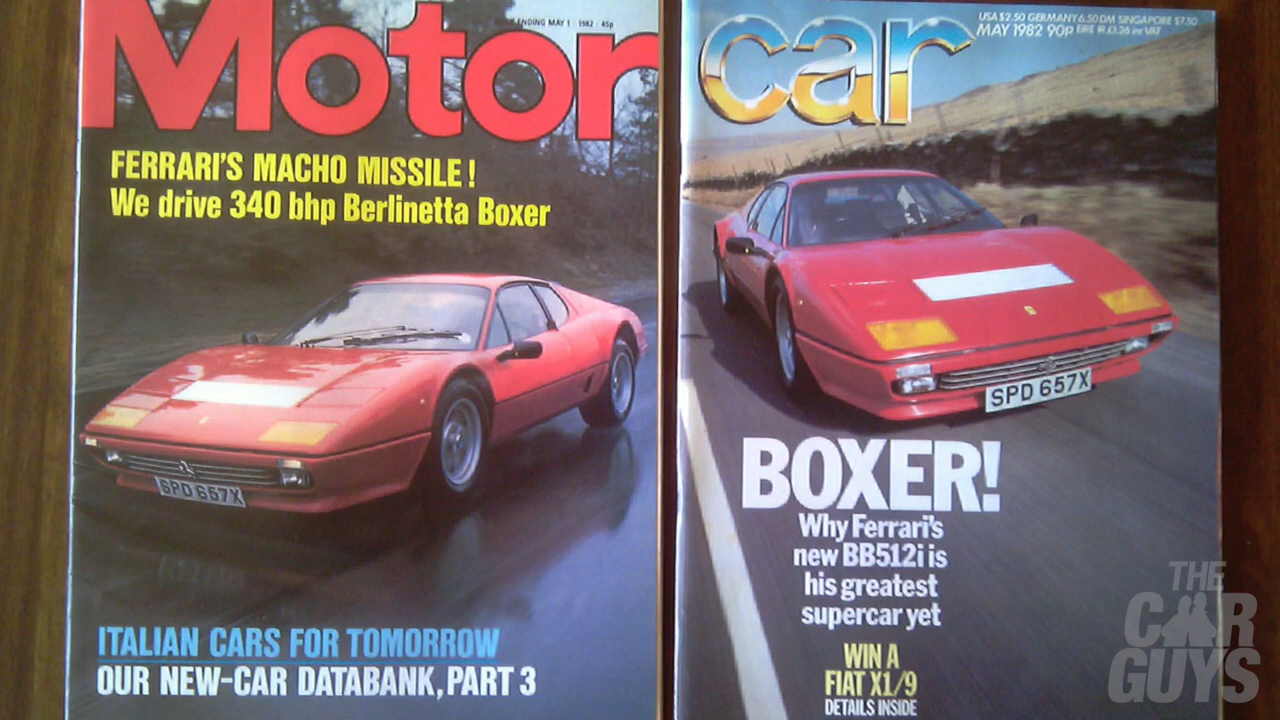 Motor
ENDING MAY 1 · 1982 · 45p
FERRARI'S MACHO MISSILE!
We drive 340 bhp Berlinetta Boxer
SPD 657X
ITALIAN CARS FOR TOMORROW
OUR NEW-CAR DATABANK, PART 3
car
USA $2.50 GERMANY 6.50 DM SINGAPORE $7.50
MAY 1982 90p EIRE IR £1.36 inc VAT
SPD 657X
BOXER!
Why Ferrari's
new BB512i is
his greatest
supercar yet
WIN A
FIAT X1/9
DETAILS INSIDE
THE
CAR
GUYS